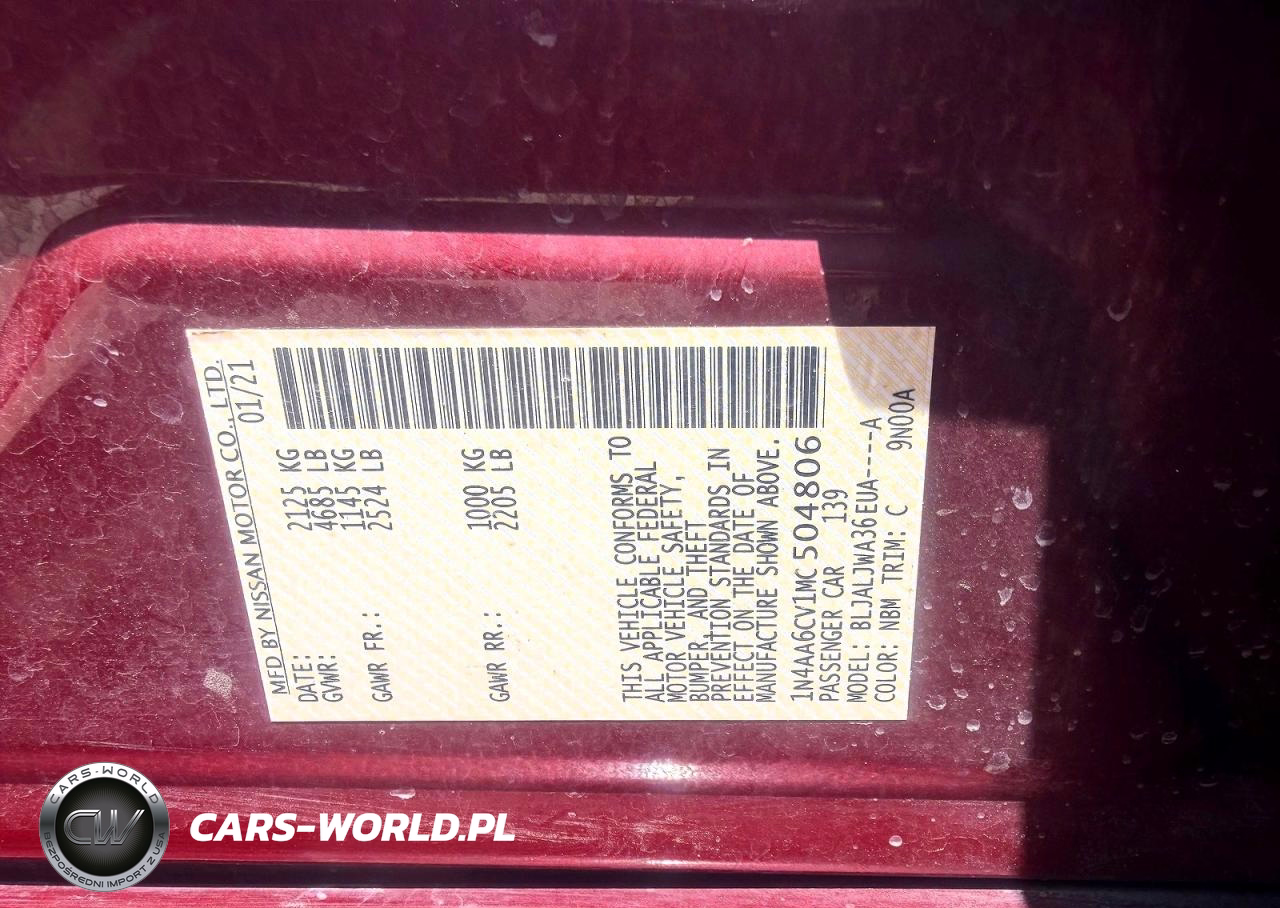 MFD BY NISSAN MOTOR CO., LTD.
DATE: 01/21
GVWR: 2125 KG
4685 LB
GAWR FR.: 1145 KG
2524 LB
GAWR RR.: 1000 KG
2205 LB
THIS VEHICLE CONFORMS TO
ALL APPLICABLE FEDERAL
MOTOR VEHICLE SAFETY,
BUMPER, AND THEFT
PREVENTION STANDARDS IN
EFFECT ON THE DATE OF
MANUFACTURE SHOWN ABOVE.
1N4AA6CV1MC504806
PASSENGER CAR 139
MODEL: BLJALJWA36EUA----A
COLOR: NBM TRIM: C 9N00A
CARS-WORLD
CW
BEZPOŚREDNI IMPORT Z USA
CARS-WORLD.PL